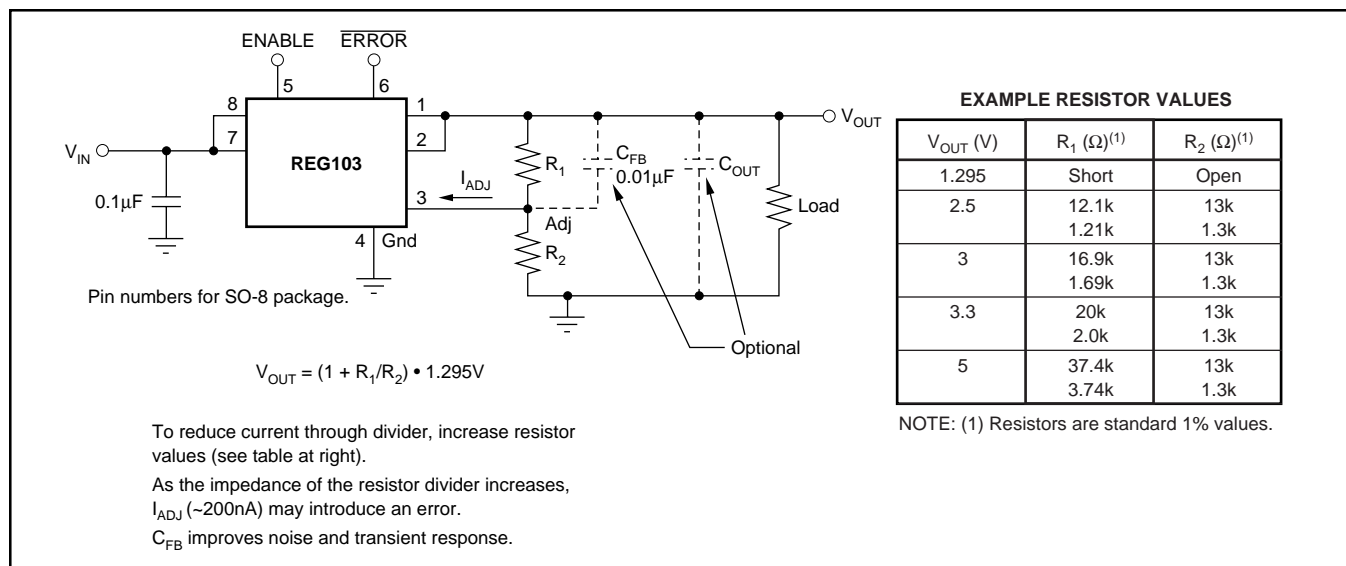 ENABLE ERROR
5 6
8 1
7 2
V_IN REG103 V_OUT
0.1µF
R₁
C_FB
0.01µF
C_OUT
I_ADJ
3
Load
Adj
4 Gnd
R₂
Pin numbers for SO-8 package.
Optional
V_OUT = (1 + R₁/R₂) • 1.295V
To reduce current through divider, increase resistor
values (see table at right).
As the impedance of the resistor divider increases,
I_ADJ (~200nA) may introduce an error.
C_FB improves noise and transient response.
EXAMPLE RESISTOR VALUES
V_OUT (V) R₁ (Ω)(1) R₂ (Ω)(1)
1.295 Short Open
2.5 12.1k 13k
1.21k 1.3k
3 16.9k 13k
1.69k 1.3k
3.3 20k 13k
2.0k 1.3k
5 37.4k 13k
3.74k 1.3k
NOTE: (1) Resistors are standard 1% values.